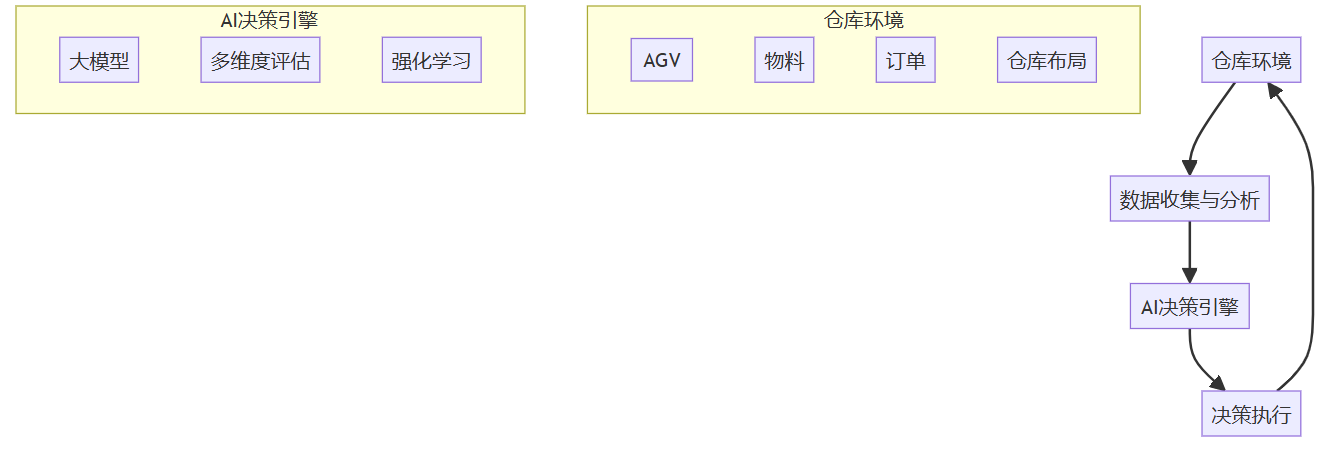 AI决策引擎
大模型
多维度评估
强化学习
仓库环境
AGV
物料
订单
仓库布局
仓库环境
数据收集与分析
AI决策引擎
决策执行